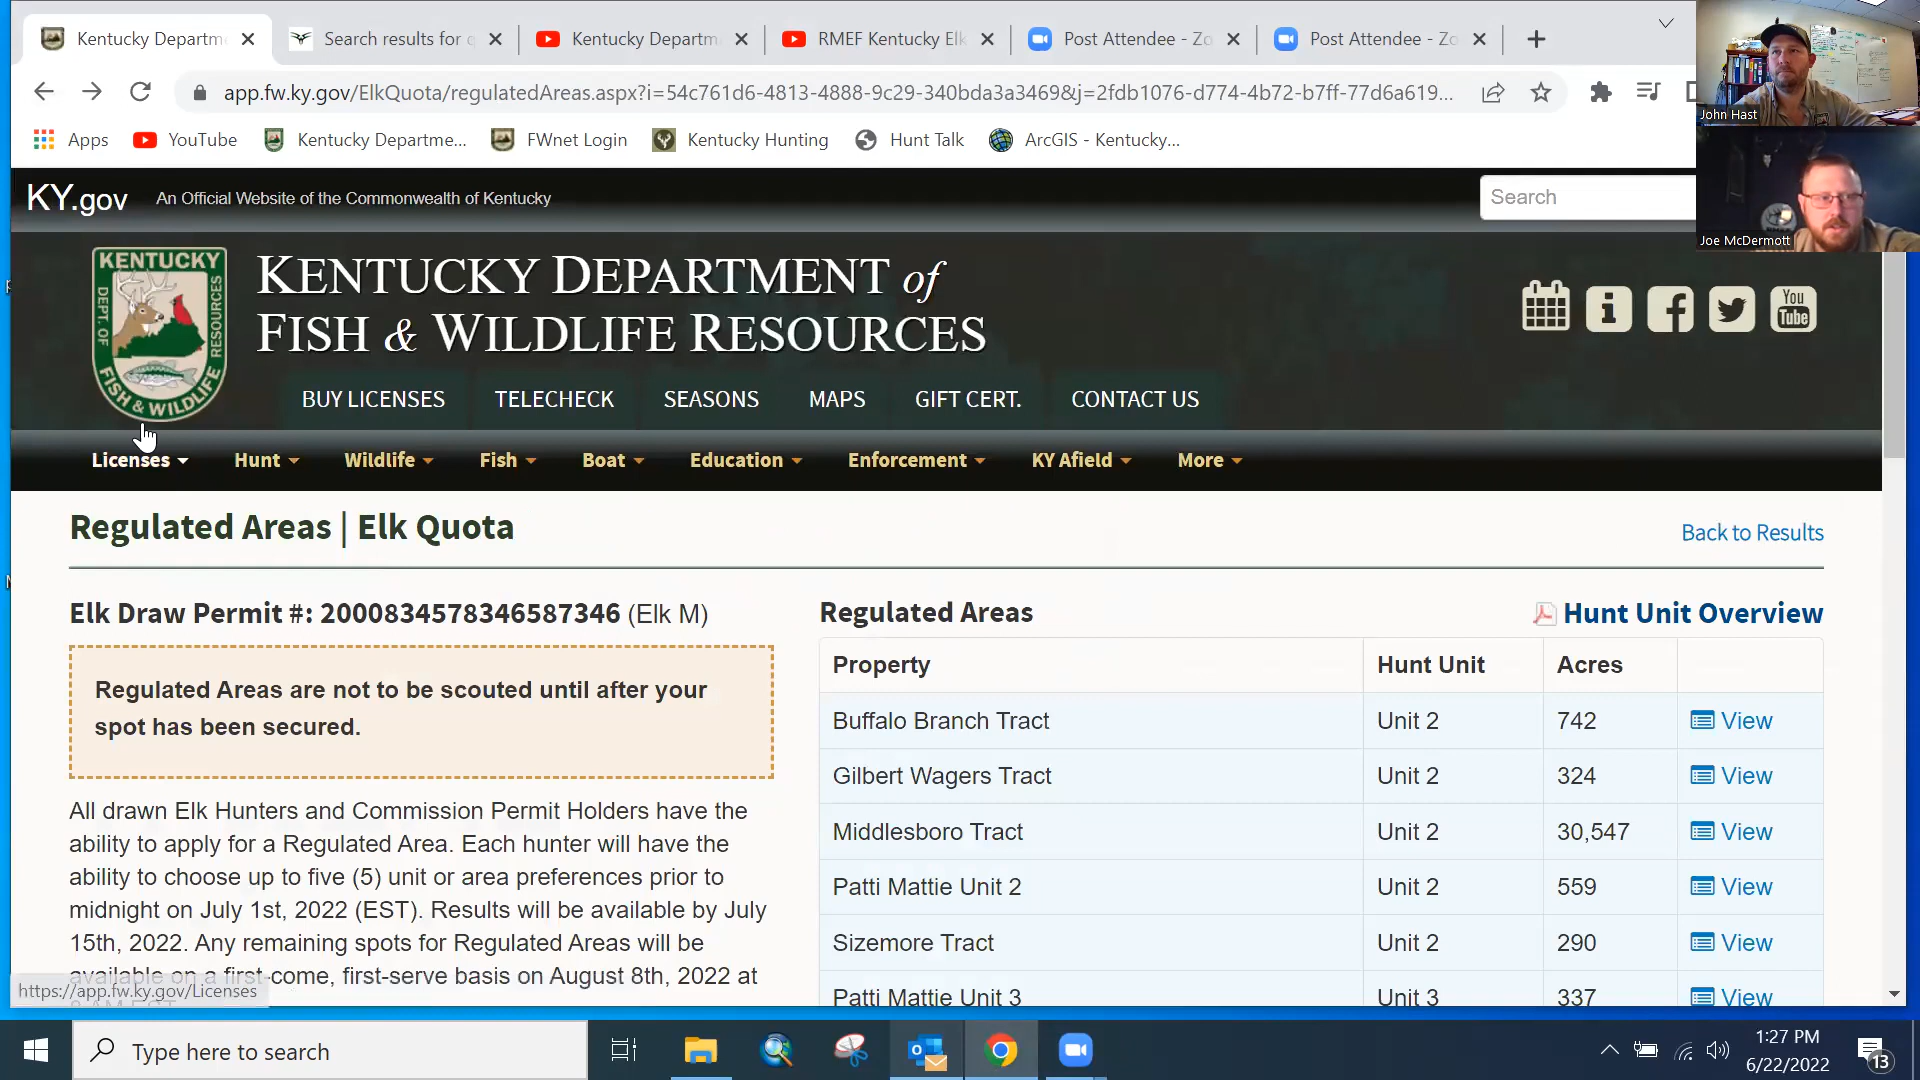 Kentucky Departm
Search results for
Kentucky Departm
RMEF Kentucky El
Post Attendee - Zo
Post Attendee - Zo
app.fw.ky.gov/ElkQuota/regulatedAreas.aspx?i=54c761d6-4813-4888-9c29-340bda3a3469&j=2fdb1076-d774-4b72-b7ff-77d6a619...
Apps
YouTube
Kentucky Departme...
FWnet Login
Kentucky Hunting
Hunt Talk
ArcGIS - Kentucky...
John Hast
Joe McDermott
KY.gov An Official Website of the Commonwealth of Kentucky
Search
KENTUCKY
DEPT. OF
FISH & WILDLIFE
RESOURCES
KENTUCKY DEPARTMENT of
FISH & WILDLIFE RESOURCES
You
Tube
BUY LICENSES TELECHECK SEASONS MAPS GIFT CERT. CONTACT US
Licenses Hunt Wildlife Fish Boat Education Enforcement KY Afield More
Regulated Areas | Elk Quota
Back to Results
Elk Draw Permit #: 2000834578346587346 (Elk M)
Regulated Areas are not to be scouted until after your
spot has been secured.
All drawn Elk Hunters and Commission Permit Holders have the
ability to apply for a Regulated Area. Each hunter will have the
ability to choose up to five (5) unit or area preferences prior to
midnight on July 1st, 2022 (EST). Results will be available by July
15th, 2022. Any remaining spots for Regulated Areas will be
available on a first-come, first-serve basis on August 8th, 2022 at
https://app.fw.ky.gov/Licenses
Regulated Areas
Hunt Unit Overview
Property Hunt Unit Acres
Buffalo Branch Tract Unit 2 742 View
Gilbert Wagers Tract Unit 2 324 View
Middlesboro Tract Unit 2 30,547 View
Patti Mattie Unit 2 Unit 2 559 View
Sizemore Tract Unit 2 290 View
Patti Mattie Unit 3 Unit 3 337 View
Type here to search
1:27 PM
6/22/2022
13